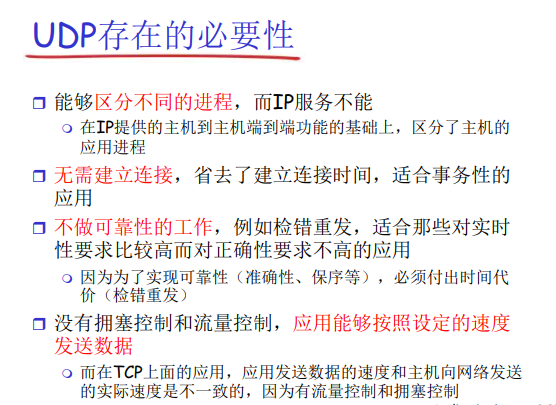 UDP存在的必要性
能够区分不同的进程，而IP服务不能
在IP提供的主机到主机端到端功能的基础上，区分了主机的
应用进程
无需建立连接，省去了建立连接时间，适合事务性的
应用
不做可靠性的工作，例如检错重发，适合那些对实时
性要求比较高而对正确性要求不高的应用
因为为了实现可靠性（准确性、保序等），必须付出时间代
价（检错重发）
没有拥塞控制和流量控制，应用能够按照设定的速度
发送数据
而在TCP上面的应用，应用发送数据的速度和主机向网络发送
的实际速度是不一致的，因为有流量控制和拥塞控制